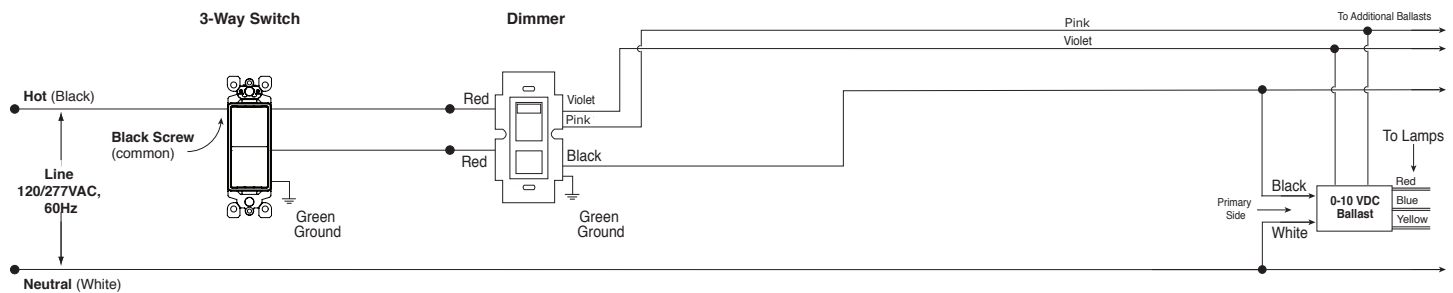 3-Way Switch
Dimmer
Pink
To Additional Ballasts
Violet
Hot (Black)
Red
Violet
Pink
Black Screw
(common)
Red
Black
To Lamps
Line
120/277VAC,
60Hz
Green
Ground
Green
Ground
Primary
Side
Black
White
0-10 VDC
Ballast
Red
Blue
Yellow
Neutral (White)